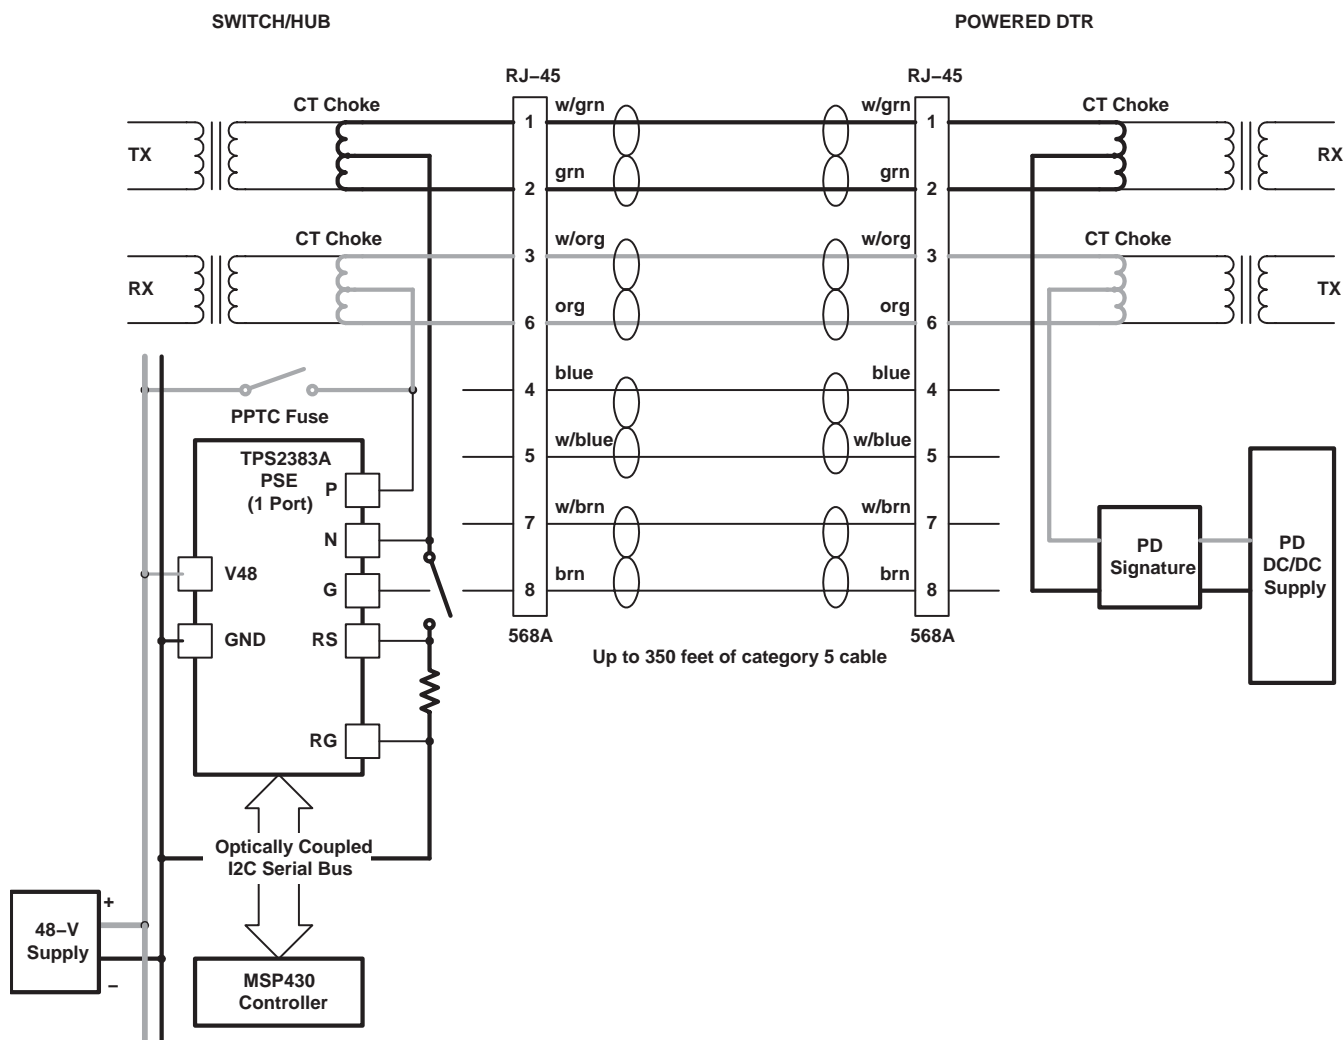 SWITCH/HUB
POWERED DTR
RJ−45
RJ−45
CT Choke
w/grn
w/grn
CT Choke
1
1
TX
RX
grn
grn
2
2
CT Choke
w/org
w/org
CT Choke
3
3
RX
TX
org
org
6
6
blue
blue
4
4
PPTC Fuse
w/blue
w/blue
5
5
TPS2383A
PSE
(1 Port)
P
w/brn
w/brn
7
7
N
V48
G
brn
brn
8
8
PD
Signature
PD
DC/DC
Supply
GND
RS
568A
568A
Up to 350 feet of category 5 cable
RG
Optically Coupled
I2C Serial Bus
+
48−V
Supply
−
MSP430
Controller